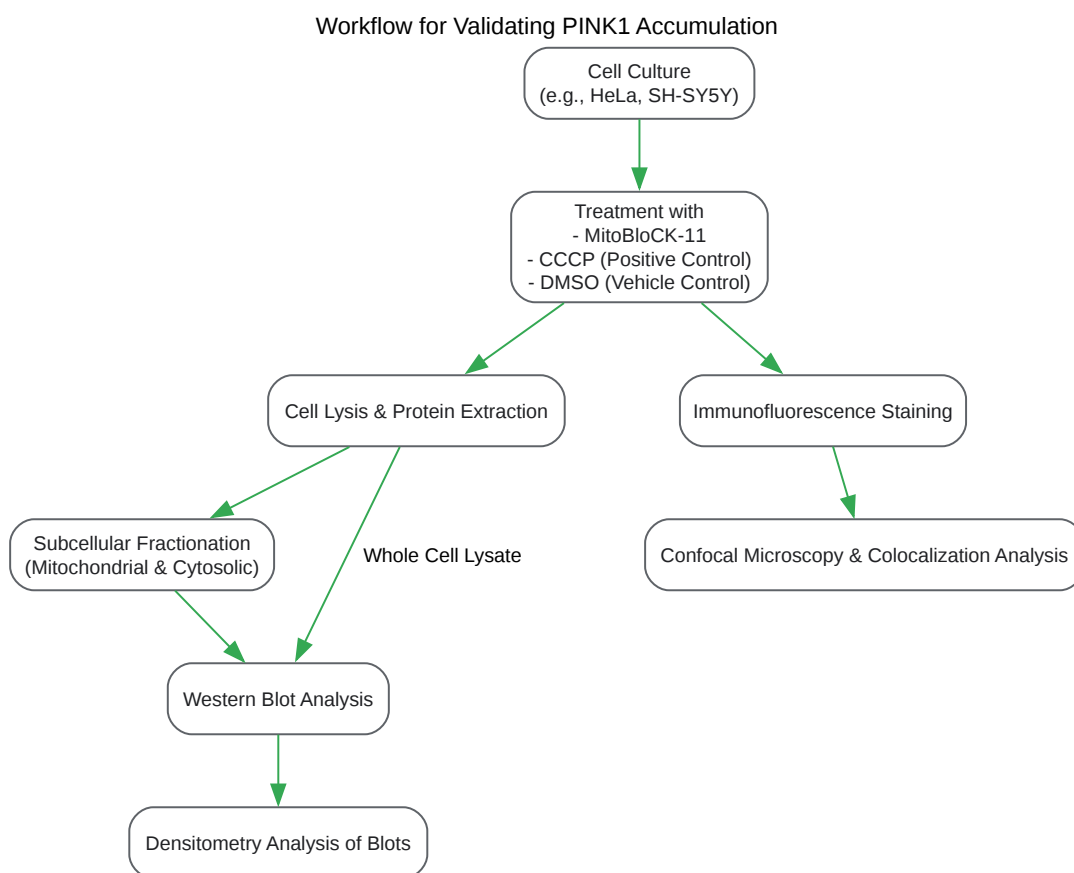 Workflow for Validating PINK1 Accumulation
Cell Culture
(e.g., HeLa, SH-SY5Y)
Treatment with
- MitoBloCK-11
- CCCP (Positive Control)
- DMSO (Vehicle Control)
Cell Lysis & Protein Extraction
Immunofluorescence Staining
Subcellular Fractionation
(Mitochondrial & Cytosolic)
Whole Cell Lysate
Confocal Microscopy & Colocalization Analysis
Western Blot Analysis
Densitometry Analysis of Blots